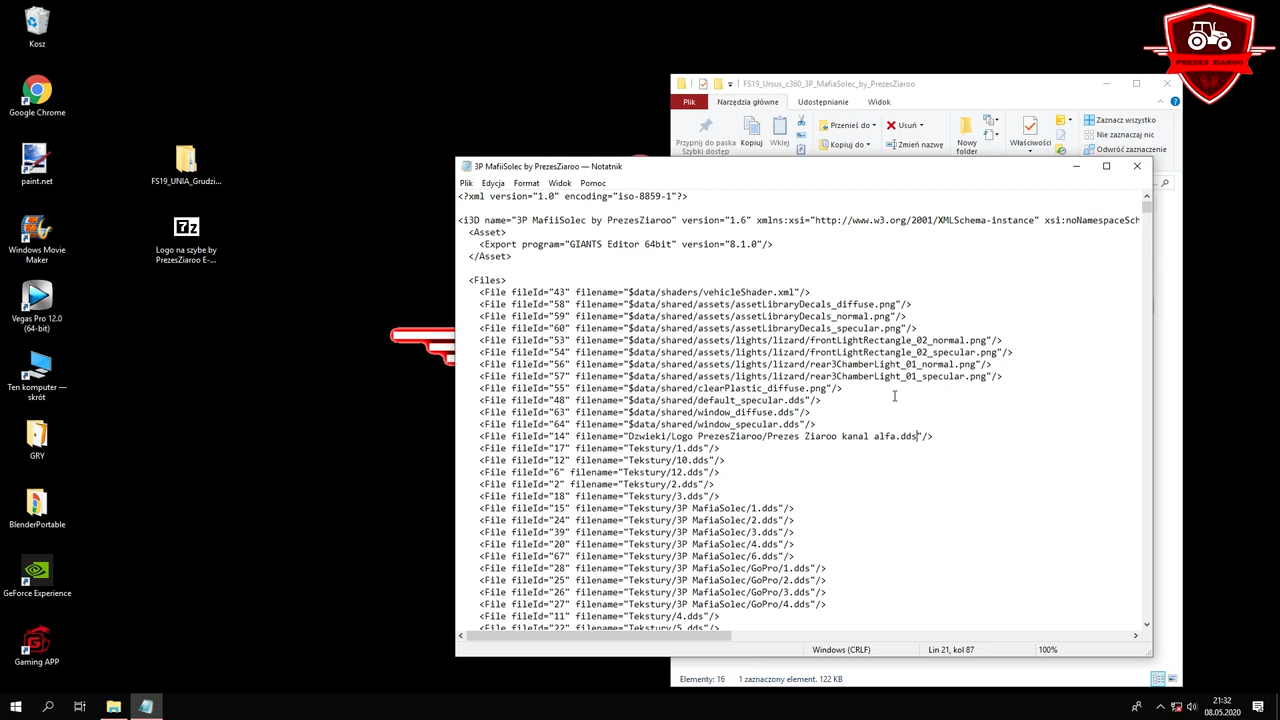 Kosz
Google Chrome
paint.net
FS19_UNIA_Grudzi...
Windows Movie
Maker
7z
Logo na szybe by
PrezesZiaroo E-...
Vegas Pro 12.0
(64-bit)
Ten komputer —
skrót
GRY
BlenderPortable
GeForce Experience
Gaming APP
PREZES ZIAROO
FS19_Ursus_c360_3P_MafiaSolec_by_PrezesZiaroo
Plik Narzędzia główne Udostępnianie Widok
Przypnij do paska
Szybki dostęp
Kopiuj
Wklej
Przenieś do
Kopiuj do
Usuń
Zmień nazwę
Nowy
folder
Właściwości
Zaznacz wszystko
Nie zaznaczaj nic
Odwróć zaznaczenie
3P MafiiSolec by PrezesZiaroo — Notatnik
Plik Edycja Format Widok Pomoc
<?xml version="1.0" encoding="iso-8859-1"?>
<i3D name="3P MafiiSolec by PrezesZiaroo" version="1.6" xmlns:xsi="http://www.w3.org/2001/XMLSchema-instance" xsi:noNamespaceSch
<Asset>
<Export program="GIANTS Editor 64bit" version="8.1.0"/>
</Asset>
<Files>
<File fileId="43" filename="$data/shaders/vehicleShader.xml"/>
<File fileId="58" filename="$data/shared/assets/assetLibraryDecals_diffuse.png"/>
<File fileId="59" filename="$data/shared/assets/assetLibraryDecals_normal.png"/>
<File fileId="60" filename="$data/shared/assets/assetLibraryDecals_specular.png"/>
<File fileId="53" filename="$data/shared/assets/lights/lizard/frontLightRectangle_02_normal.png"/>
<File fileId="54" filename="$data/shared/assets/lights/lizard/frontLightRectangle_02_specular.png"/>
<File fileId="56" filename="$data/shared/assets/lights/lizard/rear3ChamberLight_01_normal.png"/>
<File fileId="57" filename="$data/shared/assets/lights/lizard/rear3ChamberLight_01_specular.png"/>
<File fileId="55" filename="$data/shared/clearPlastic_diffuse.png"/>
<File fileId="48" filename="$data/shared/default_specular.dds"/>
<File fileId="63" filename="$data/shared/window_diffuse.dds"/>
<File fileId="64" filename="$data/shared/window_specular.dds"/>
<File fileId="14" filename="Dzwieki/Logo PrezesZiaroo/Prezes Ziaroo kanal alfa.dds"/>
<File fileId="17" filename="Tekstury/1.dds"/>
<File fileId="12" filename="Tekstury/10.dds"/>
<File fileId="6" filename="Tekstury/12.dds"/>
<File fileId="2" filename="Tekstury/2.dds"/>
<File fileId="18" filename="Tekstury/3.dds"/>
<File fileId="15" filename="Tekstury/3P MafiaSolec/1.dds"/>
<File fileId="24" filename="Tekstury/3P MafiaSolec/2.dds"/>
<File fileId="39" filename="Tekstury/3P MafiaSolec/3.dds"/>
<File fileId="20" filename="Tekstury/3P MafiaSolec/4.dds"/>
<File fileId="67" filename="Tekstury/3P MafiaSolec/6.dds"/>
<File fileId="28" filename="Tekstury/3P MafiaSolec/GoPro/1.dds"/>
<File fileId="25" filename="Tekstury/3P MafiaSolec/GoPro/2.dds"/>
<File fileId="26" filename="Tekstury/3P MafiaSolec/GoPro/3.dds"/>
<File fileId="27" filename="Tekstury/3P MafiaSolec/GoPro/4.dds"/>
<File fileId="11" filename="Tekstury/4.dds"/>
<File fileId="22" filename="Tekstury/5.dds"/>
Windows (CRLF) Lin 21, kol 87 100%
Elementy: 16 1 zaznaczony element. 122 KB
21:32
08.05.2020